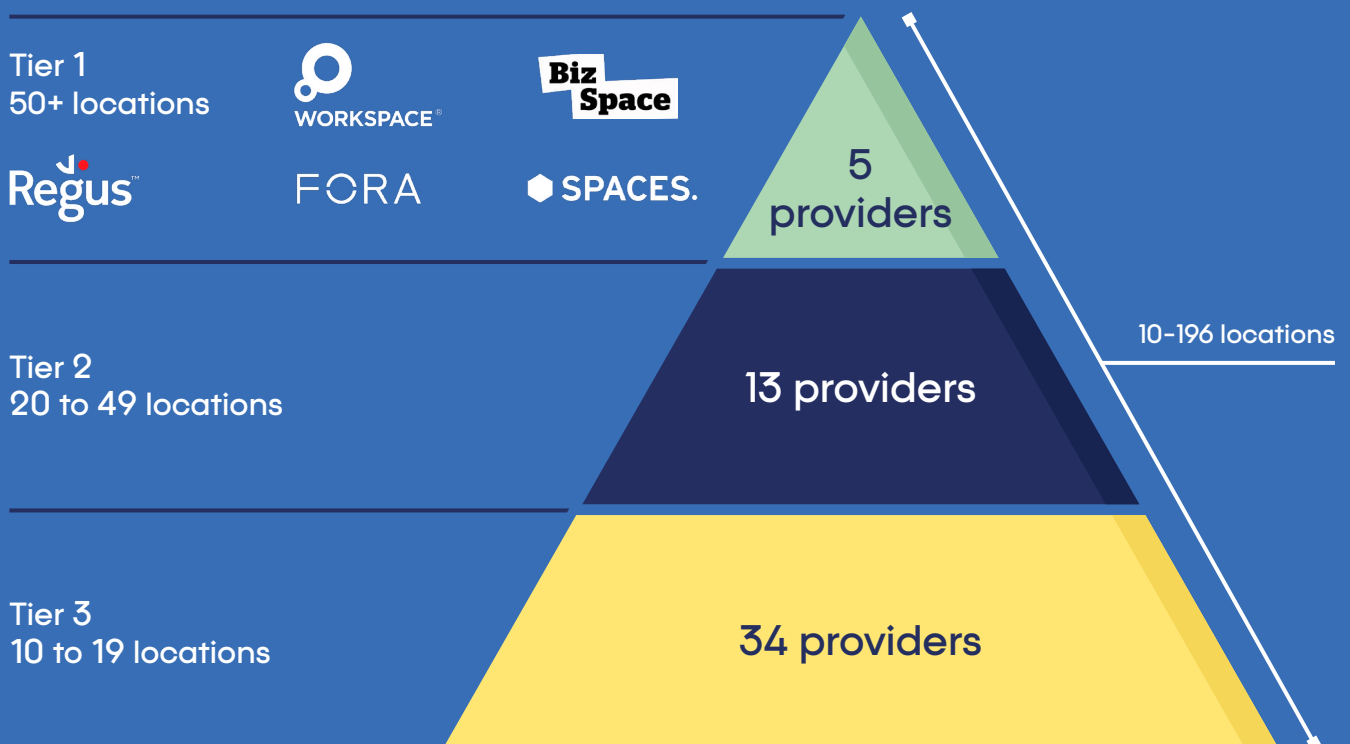 Tier 1
50+ locations
WORKSPACE®
Biz
Space
Regus™
FORA
SPACES.
5
providers
10-196 locations
Tier 2
20 to 49 locations
13 providers
Tier 3
10 to 19 locations
34 providers